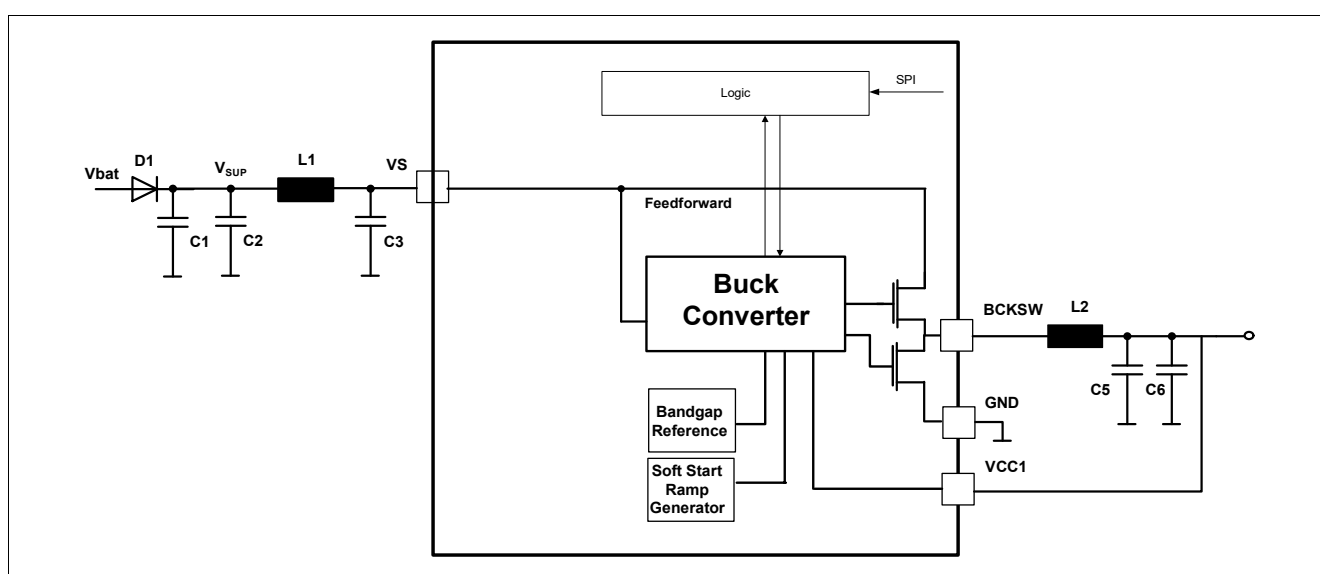 Logic
SPI
D1
Vbat
VSUP
L1
VS
C1
C2
C3
Feedforward
Buck
Converter
BCKSW
L2
C5
C6
GND
Bandgap
Reference
VCC1
Soft Start
Ramp
Generator